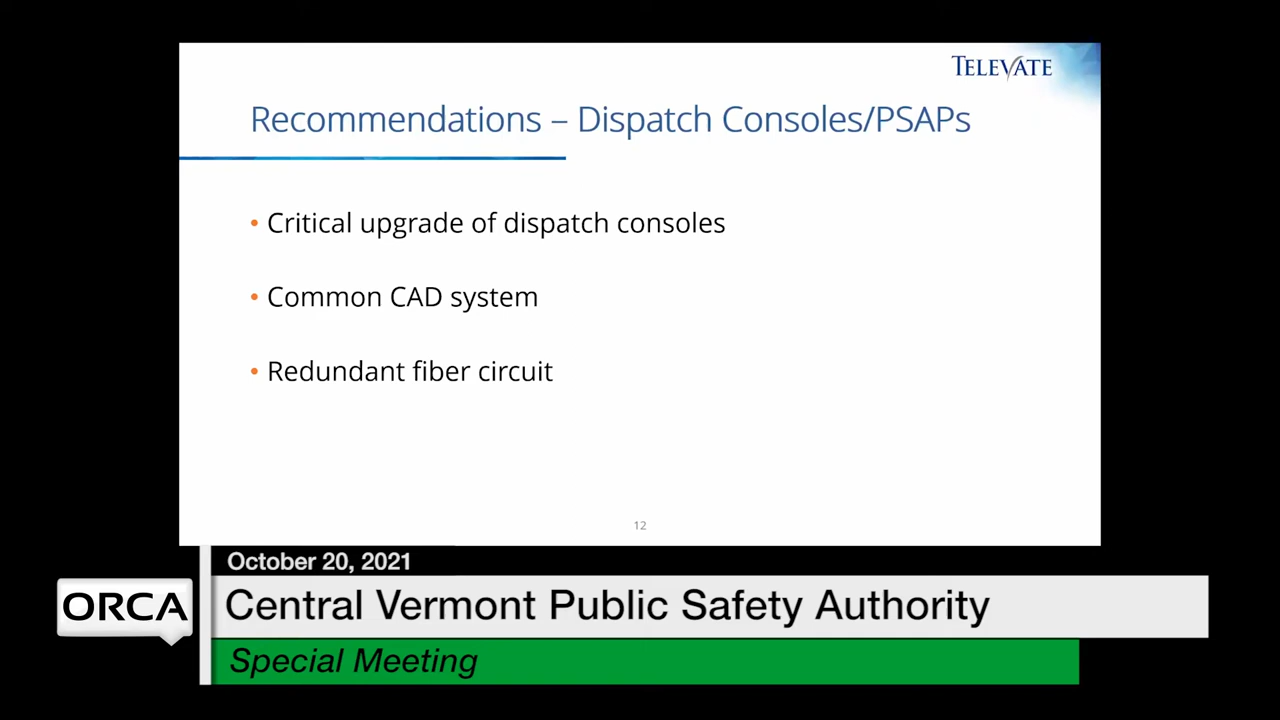 TELEVATE
Recommendations – Dispatch Consoles/PSAPs
• Critical upgrade of dispatch consoles
• Common CAD system
• Redundant fiber circuit
12
October 20, 2021
ORCA
Central Vermont Public Safety Authority
Special Meeting